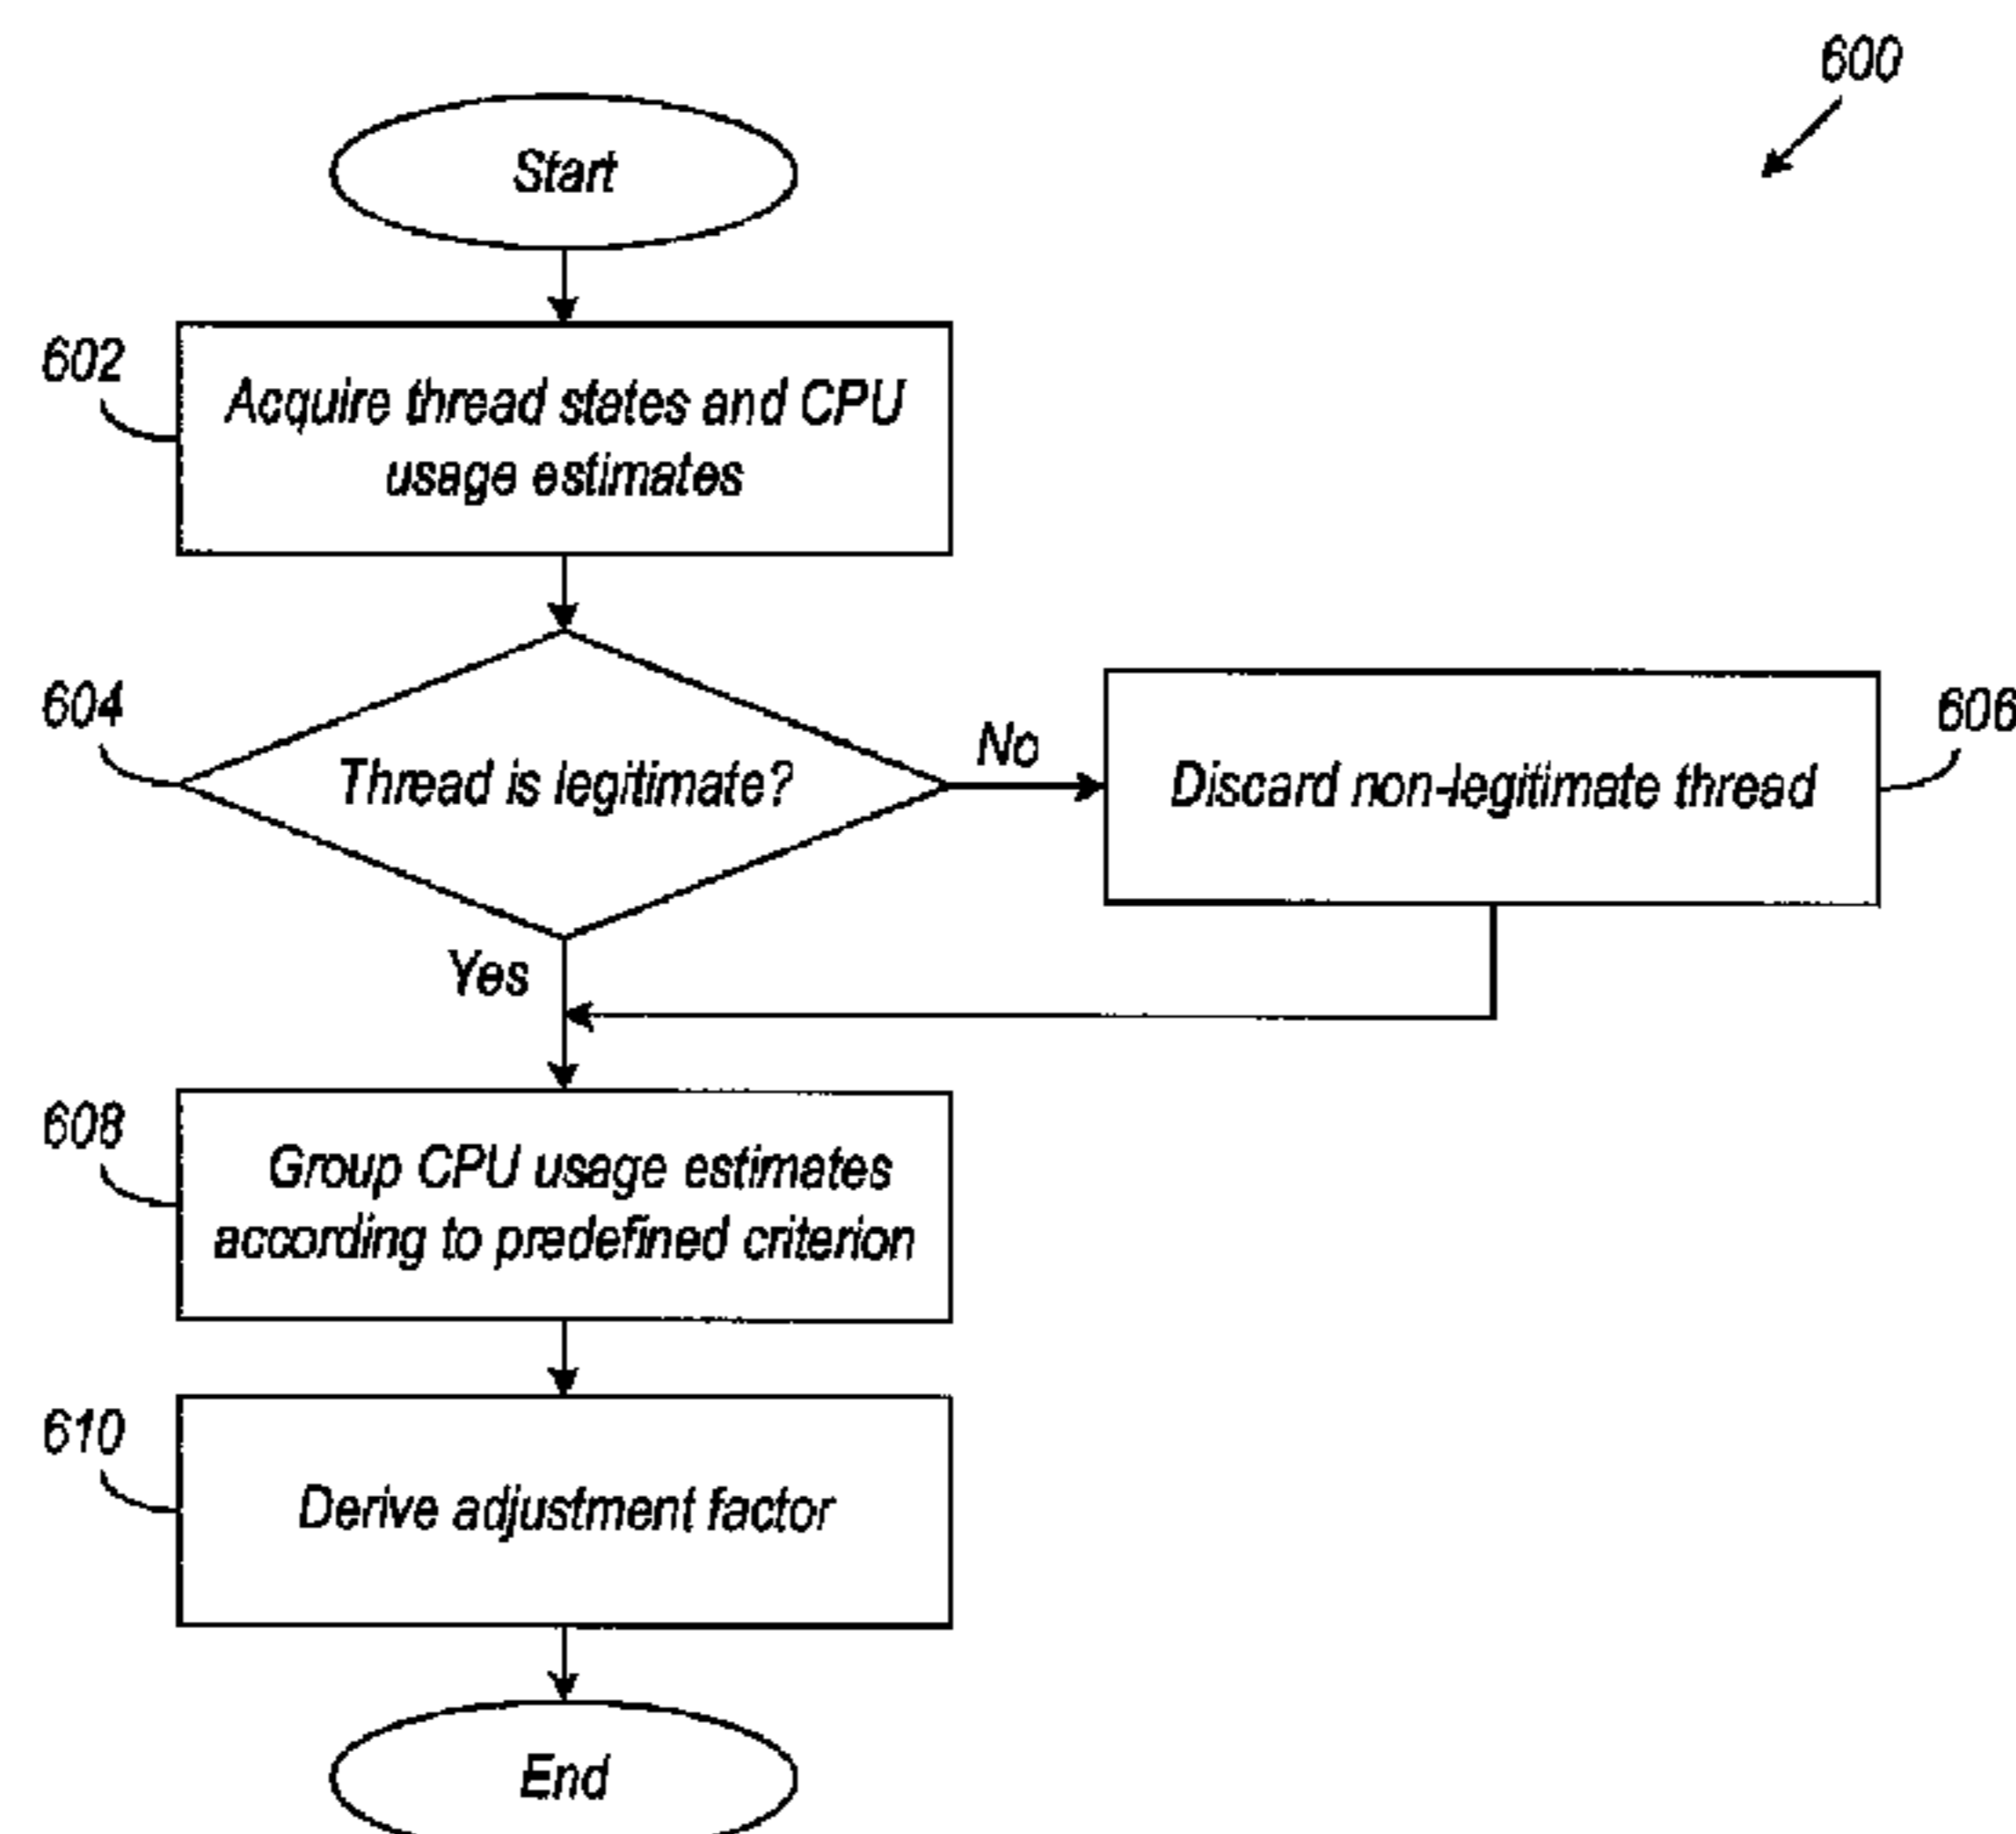 600
Start
602
Acquire thread states and CPU
usage estimates
604
Thread is legitimate?
No
Discard non-legitimate thread
606
Yes
608
Group CPU usage estimates
according to predefined criterion
610
Derive adjustment factor
End